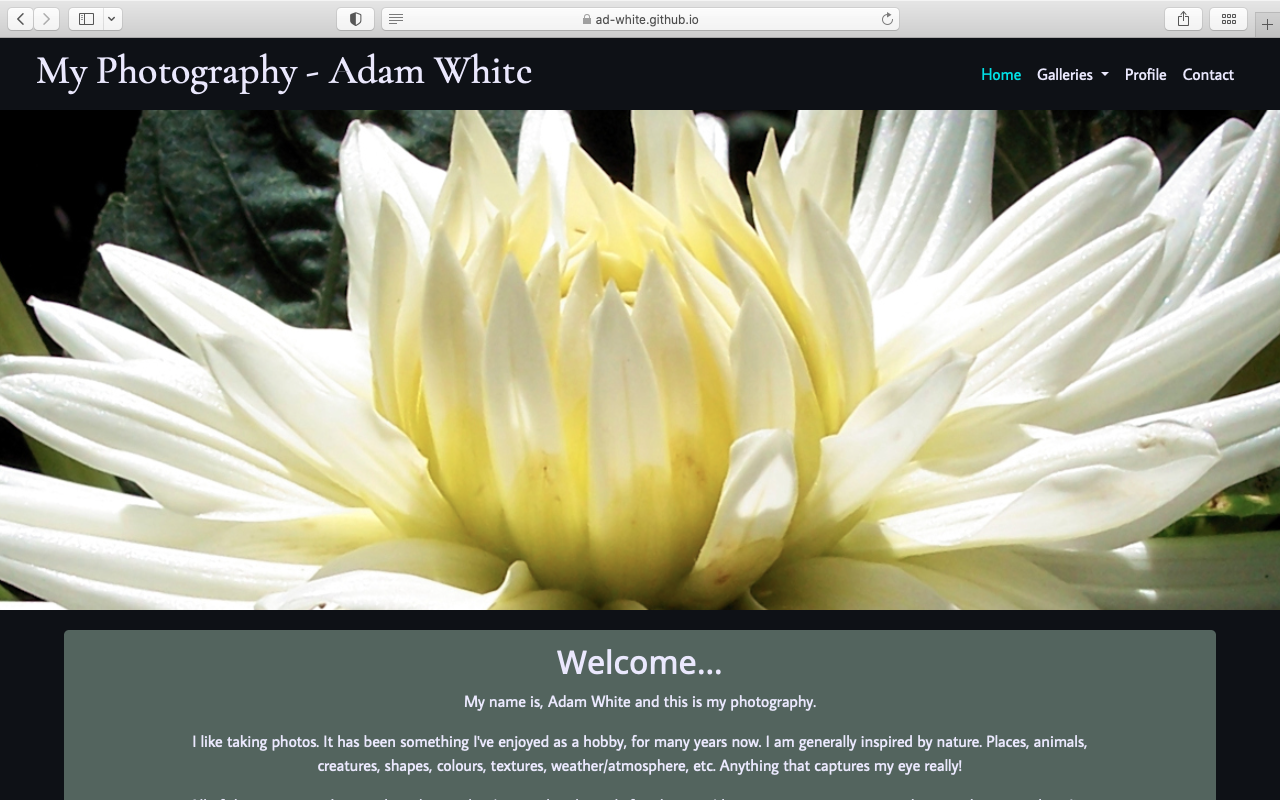 ad-white.github.io
My Photography - Adam White
Home Galleries Profile Contact
Welcome...
My name is, Adam White and this is my photography.
I like taking photos. It has been something I've enjoyed as a hobby, for many years now. I am generally inspired by nature. Places, animals,
creatures, shapes, colours, textures, weather/atmosphere, etc. Anything that captures my eye really!